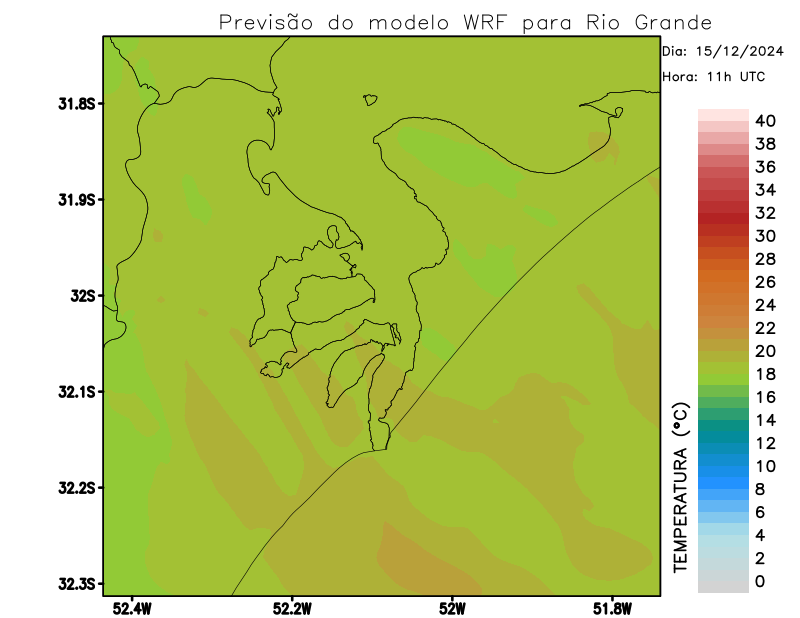 Previsão do modelo WRF para Rio Grande
Dia: 15/12/2024
Hora: 11h UTC
31.8S
31.9S
32S
32.1S
32.2S
32.3S
52.4W
52.2W
52W
51.8W
TEMPERATURA (°C)
40
38
36
34
32
30
28
26
24
22
20
18
16
14
12
10
8
6
4
2
0